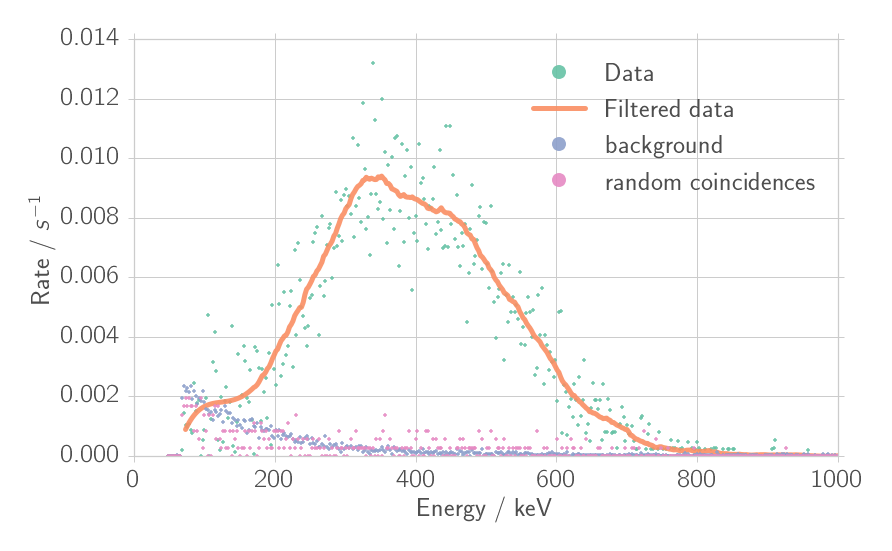 0.014
0.012
0.010
0.008
0.006
0.004
0.002
0.000
Rate / s⁻¹
Data
Filtered data
background
random coincidences
0 200 400 600 800 1000
Energy / keV